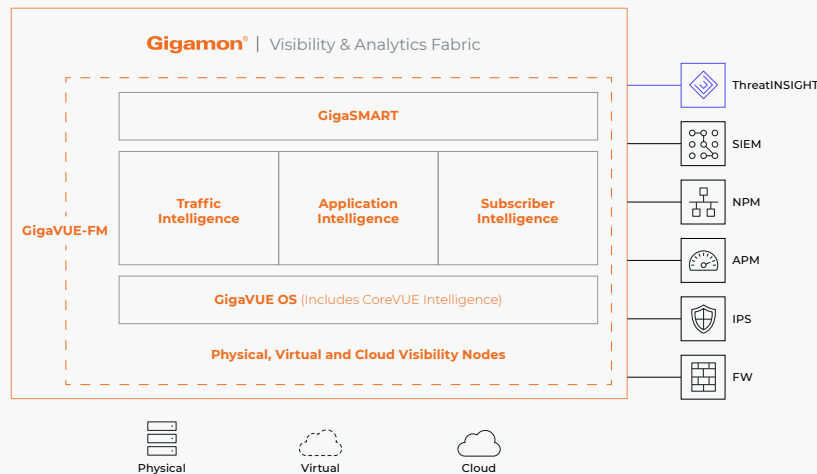 Gigamon® | Visibility & Analytics Fabric
GigaSMART
Traffic
Intelligence
Application
Intelligence
Subscriber
Intelligence
GigaVUE-FM
GigaVUE OS (includes CoreVUE Intelligence)
Physical, Virtual and Cloud Visibility Nodes
ThreatINSIGHT
SIEM
NPM
APM
IPS
FW
Physical
Virtual
Cloud